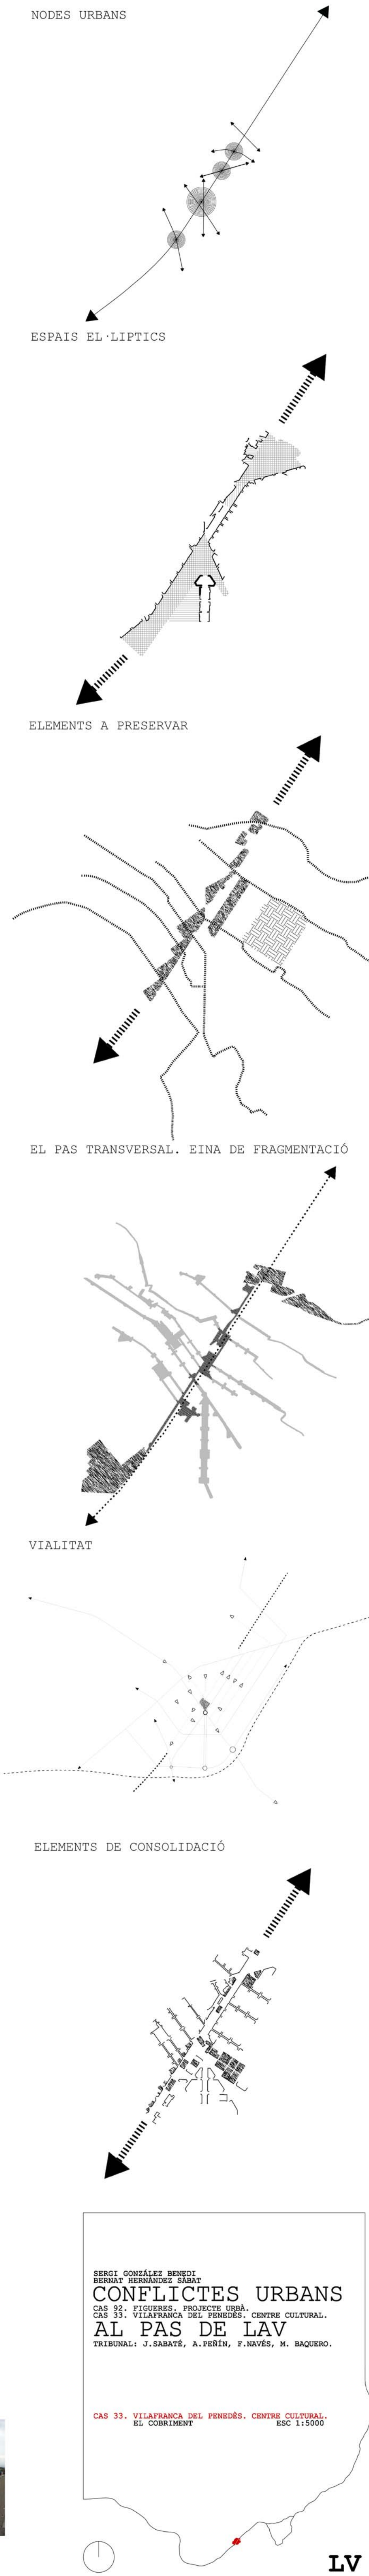 NODES URBANS
ESPAIS EL·LIPTICS
ELEMENTS A PRESERVAR
EL PAS TRANSVERSAL. EINA DE FRAGMENTACIÓ
VIALITAT
ELEMENTS DE CONSOLIDACIÓ
SERGI GONZÁLEZ BENEDI
BERNAT HERNÁNDEZ SÀBAT
CONFLICTES URBANS
CAS 92. FIGUERES. PROJECTE URBÀ.
CAS 33. VILAFRANCA DEL PENEDÈS. CENTRE CULTURAL.
AL PAS DE LAV
TRIBUNAL: J.SABATÉ, A.PEÑÍN, F.NAVÉS, M. BAQUERO.
CAS 33. VILAFRANCA DEL PENEDÈS. CENTRE CULTURAL.
EL COBRIMENT ESC 1:5000
LV